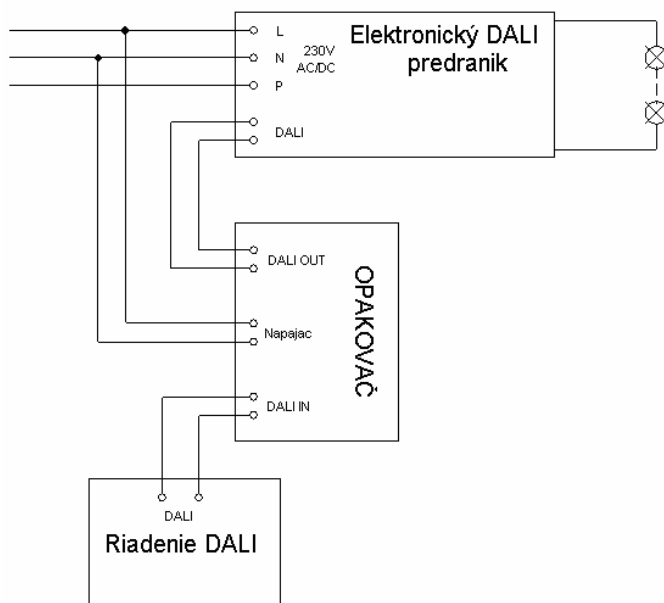 L
Elektronický DALI
predranik
N
230V
AC/DC
P
DALI
DALI OUT
OPAKOVAČ
Napajac
DALI IN
DALI
Riadenie DALI